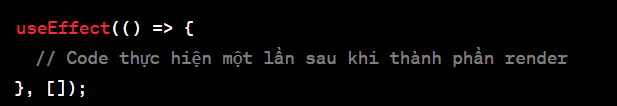 useEffect(() => {
  // Code thực hiện một lần sau khi thành phần render
}, []);